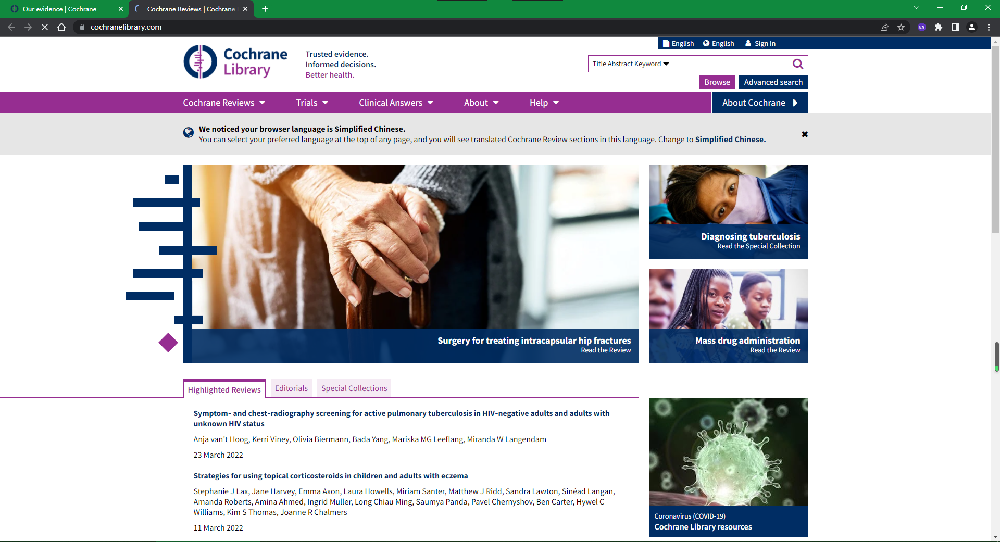 Our evidence | Cochrane
Cochrane Reviews | Cochrane
cochranelibrary.com
EN
English
English
Sign In
Cochrane
Library
Trusted evidence.
Informed decisions.
Better health.
Title Abstract Keyword
Browse
Advanced search
Cochrane Reviews
Trials
Clinical Answers
About
Help
About Cochrane
We noticed your browser language is Simplified Chinese.
You can select your preferred language at the top of any page, and you will see translated Cochrane Review sections in this language. Change to Simplified Chinese.
Surgery for treating intracapsular hip fractures
Read the Review
Diagnosing tuberculosis
Read the Special Collection
Mass drug administration
Read the Review
Highlighted Reviews
Editorials
Special Collections
Symptom- and chest-radiography screening for active pulmonary tuberculosis in HIV-negative adults and adults with
unknown HIV status
Anja van't Hoog, Kerri Viney, Olivia Biermann, Bada Yang, Mariska MG Leeflang, Miranda W Langendam
23 March 2022
Strategies for using topical corticosteroids in children and adults with eczema
Stephanie J Lax, Jane Harvey, Emma Axon, Laura Howells, Miriam Santer, Matthew J Ridd, Sandra Lawton, Sinéad Langan,
Amanda Roberts, Amina Ahmed, Ingrid Muller, Long Chiau Ming, Saumya Panda, Pavel Chernyshov, Ben Carter, Hywel C
Williams, Kim S Thomas, Joanne R Chalmers
11 March 2022
Coronavirus (COVID-19)
Cochrane Library resources